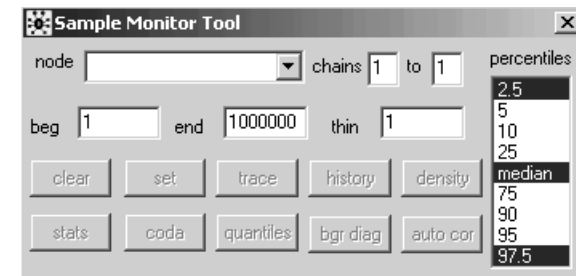 Sample Monitor Tool
node chains 1 to 1 percentiles
beg 1 end 1000000 thin 1
2.5
5
10
25
median
75
90
95
97.5
clear set trace history density
stats coda quantiles bgr diag auto cor